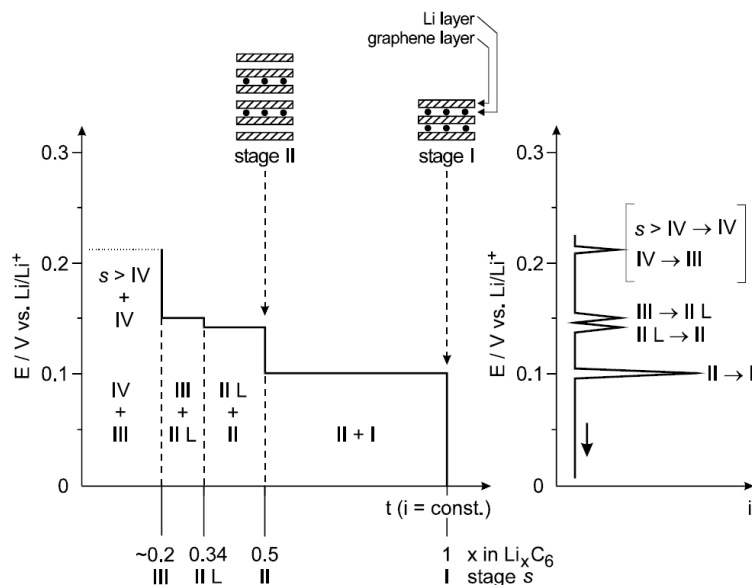 Li layer
graphene layer
stage II
stage I
0.3
0.2
0.1
0
E / V vs. Li/Li⁺
s > IV
+
IV
IV
+
III
III
+
II L
II L
+
II
II + I
t (i = const.)
~0.2 0.34 0.5 1 x in LiₓC₆
III II L II I stage s
0.3
0.2
0.1
0
E / V vs. Li/Li⁺
s > IV → IV
IV → III
III → II L
II L → II
II → I
i